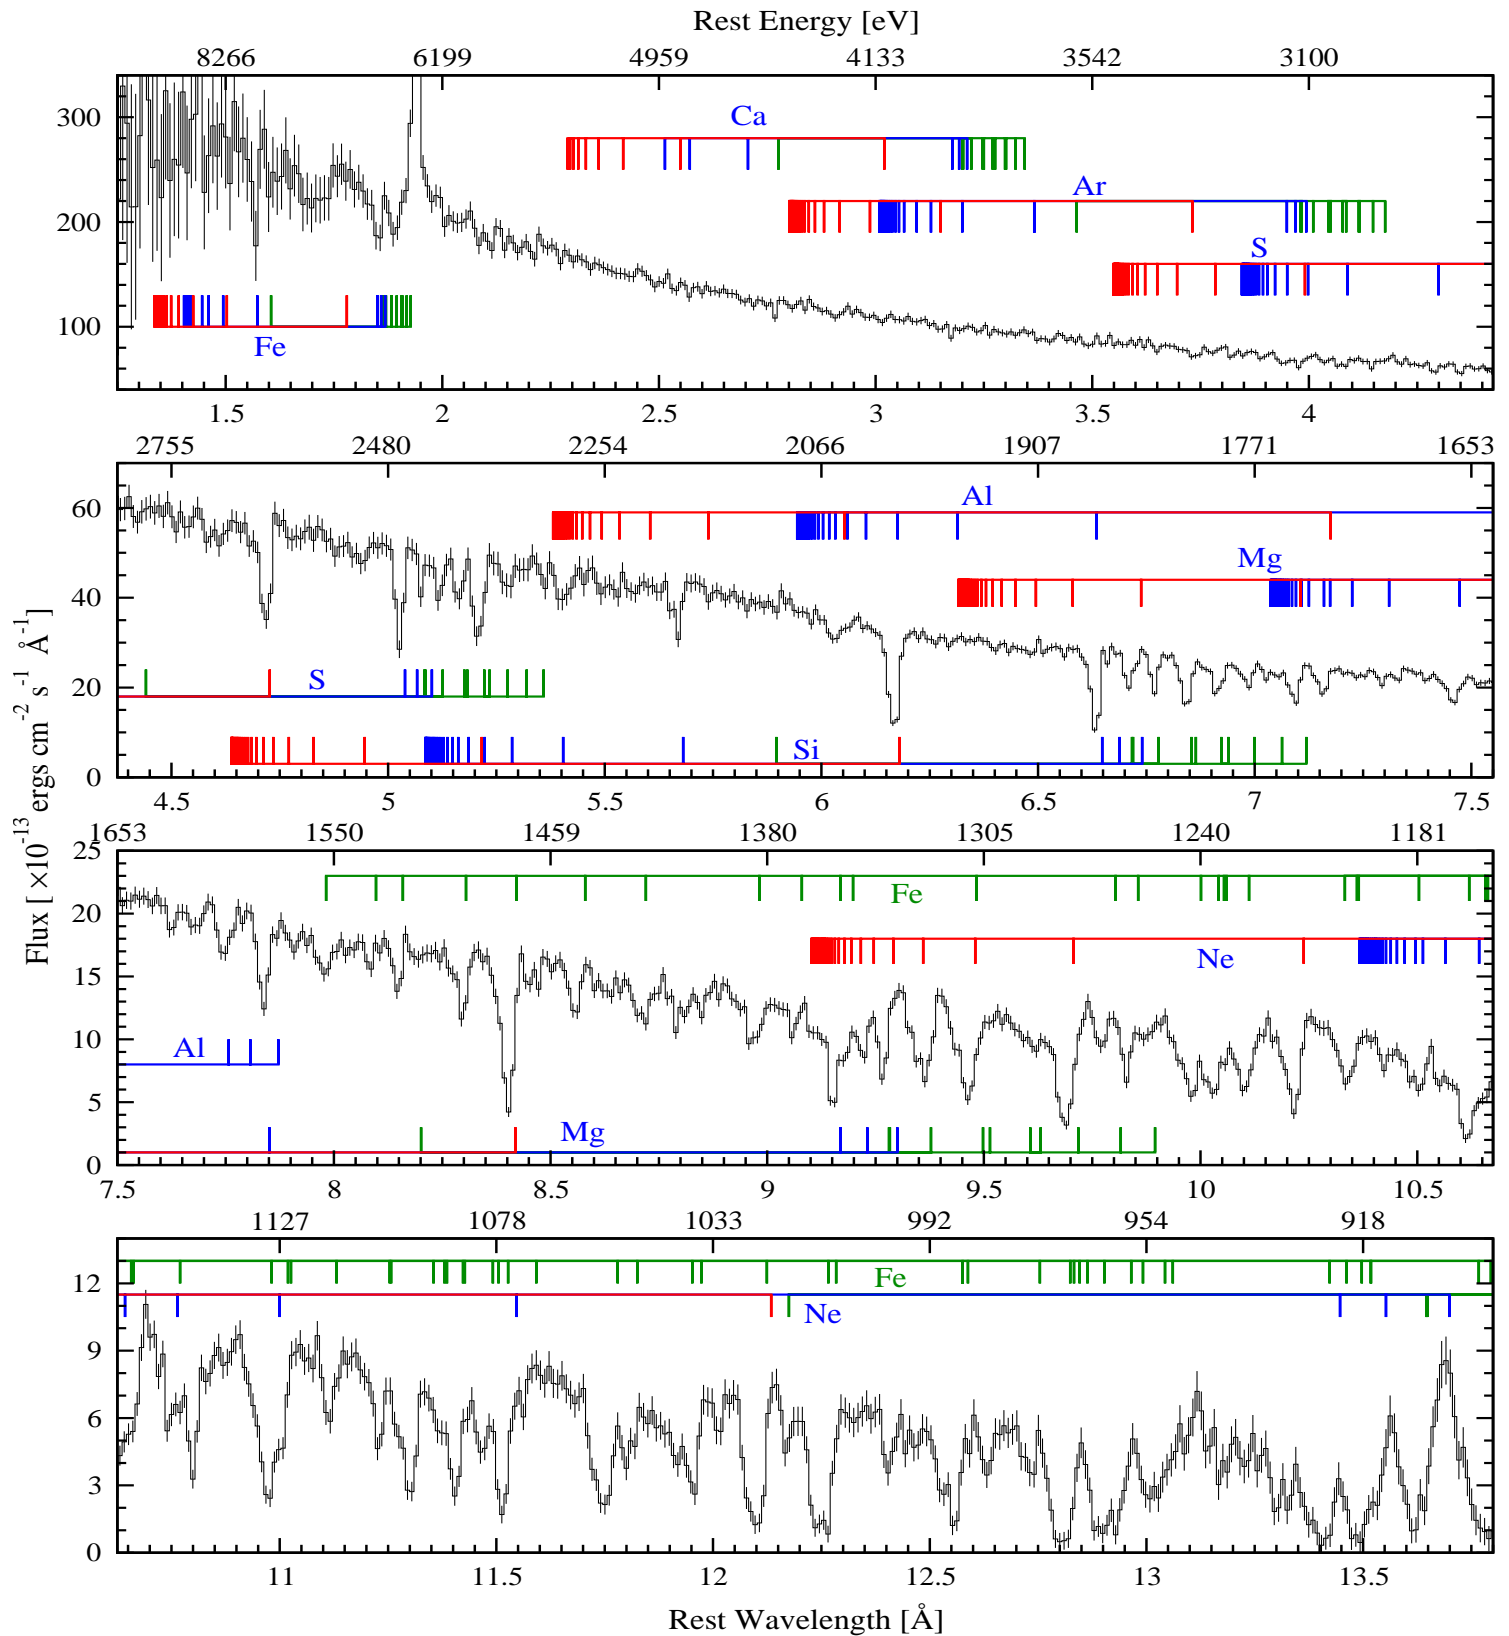 Rest Energy [eV]
8266 6199 4959 4133 3542 3100
300
200
100
Ca
Ar
S
Fe
1.5 2 2.5 3 3.5 4
2755 2480 2254 2066 1907 1771 1653
60
40
20
0
Al
Mg
S
Si
4.5 5 5.5 6 6.5 7 7.5
Flux [ ×10⁻¹³ ergs cm⁻² s⁻¹ Å⁻¹]
1653 1550 1459 1380 1305 1240 1181
25
20
15
10
5
0
Fe
Ne
Al
Mg
7.5 8 8.5 9 9.5 10 10.5
1127 1078 1033 992 954 918
12
9
6
3
0
Fe
Ne
11 11.5 12 12.5 13 13.5
Rest Wavelength [Å]